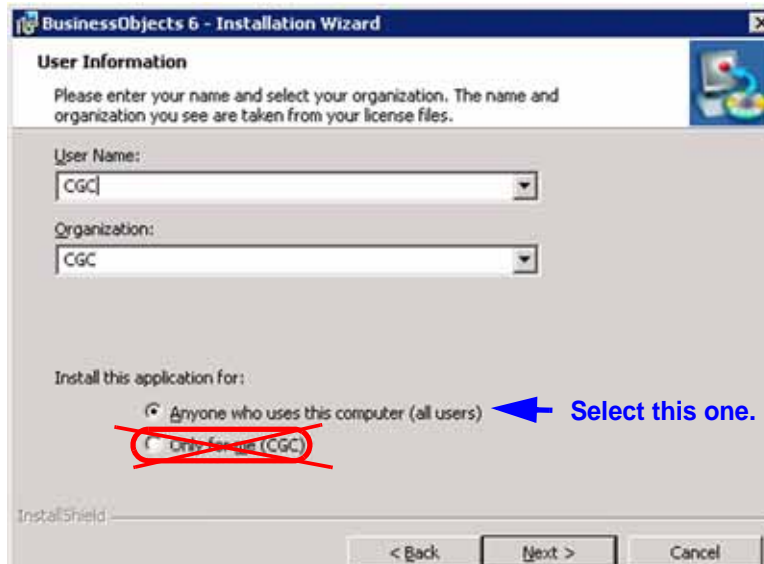 BusinessObjects 6 - Installation Wizard
User Information
Please enter your name and select your organization. The name and
organization you see are taken from your license files.
User Name:
CGC
Organization:
CGC
Install this application for:
Anyone who uses this computer (all users)
Select this one.
Only for me (CGC)
InstallShield
< Back
Next >
Cancel